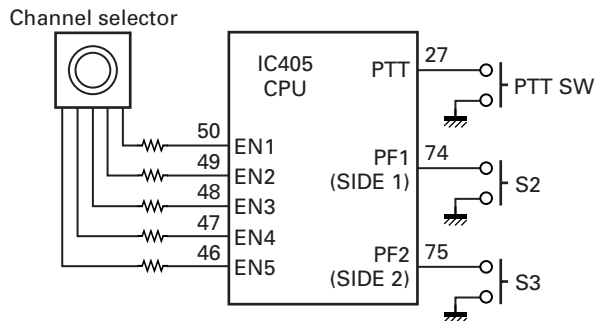 Channel selector
IC405
CPU
PTT
27
PTT SW
50
EN1
49
EN2
48
EN3
47
EN4
46
EN5
PF1
(SIDE 1)
74
S2
PF2
(SIDE 2)
75
S3